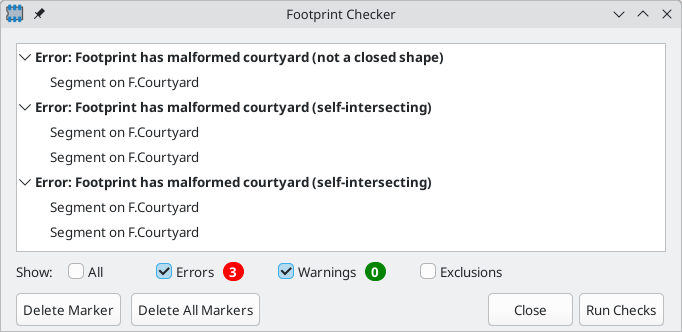 Footprint Checker
Error: Footprint has malformed courtyard (not a closed shape)
Segment on F.Courtyard
Error: Footprint has malformed courtyard (self-intersecting)
Segment on F.Courtyard
Segment on F.Courtyard
Error: Footprint has malformed courtyard (self-intersecting)
Segment on F.Courtyard
Segment on F.Courtyard
Show: All Errors 3 Warnings 0 Exclusions
Delete Marker Delete All Markers Close Run Checks